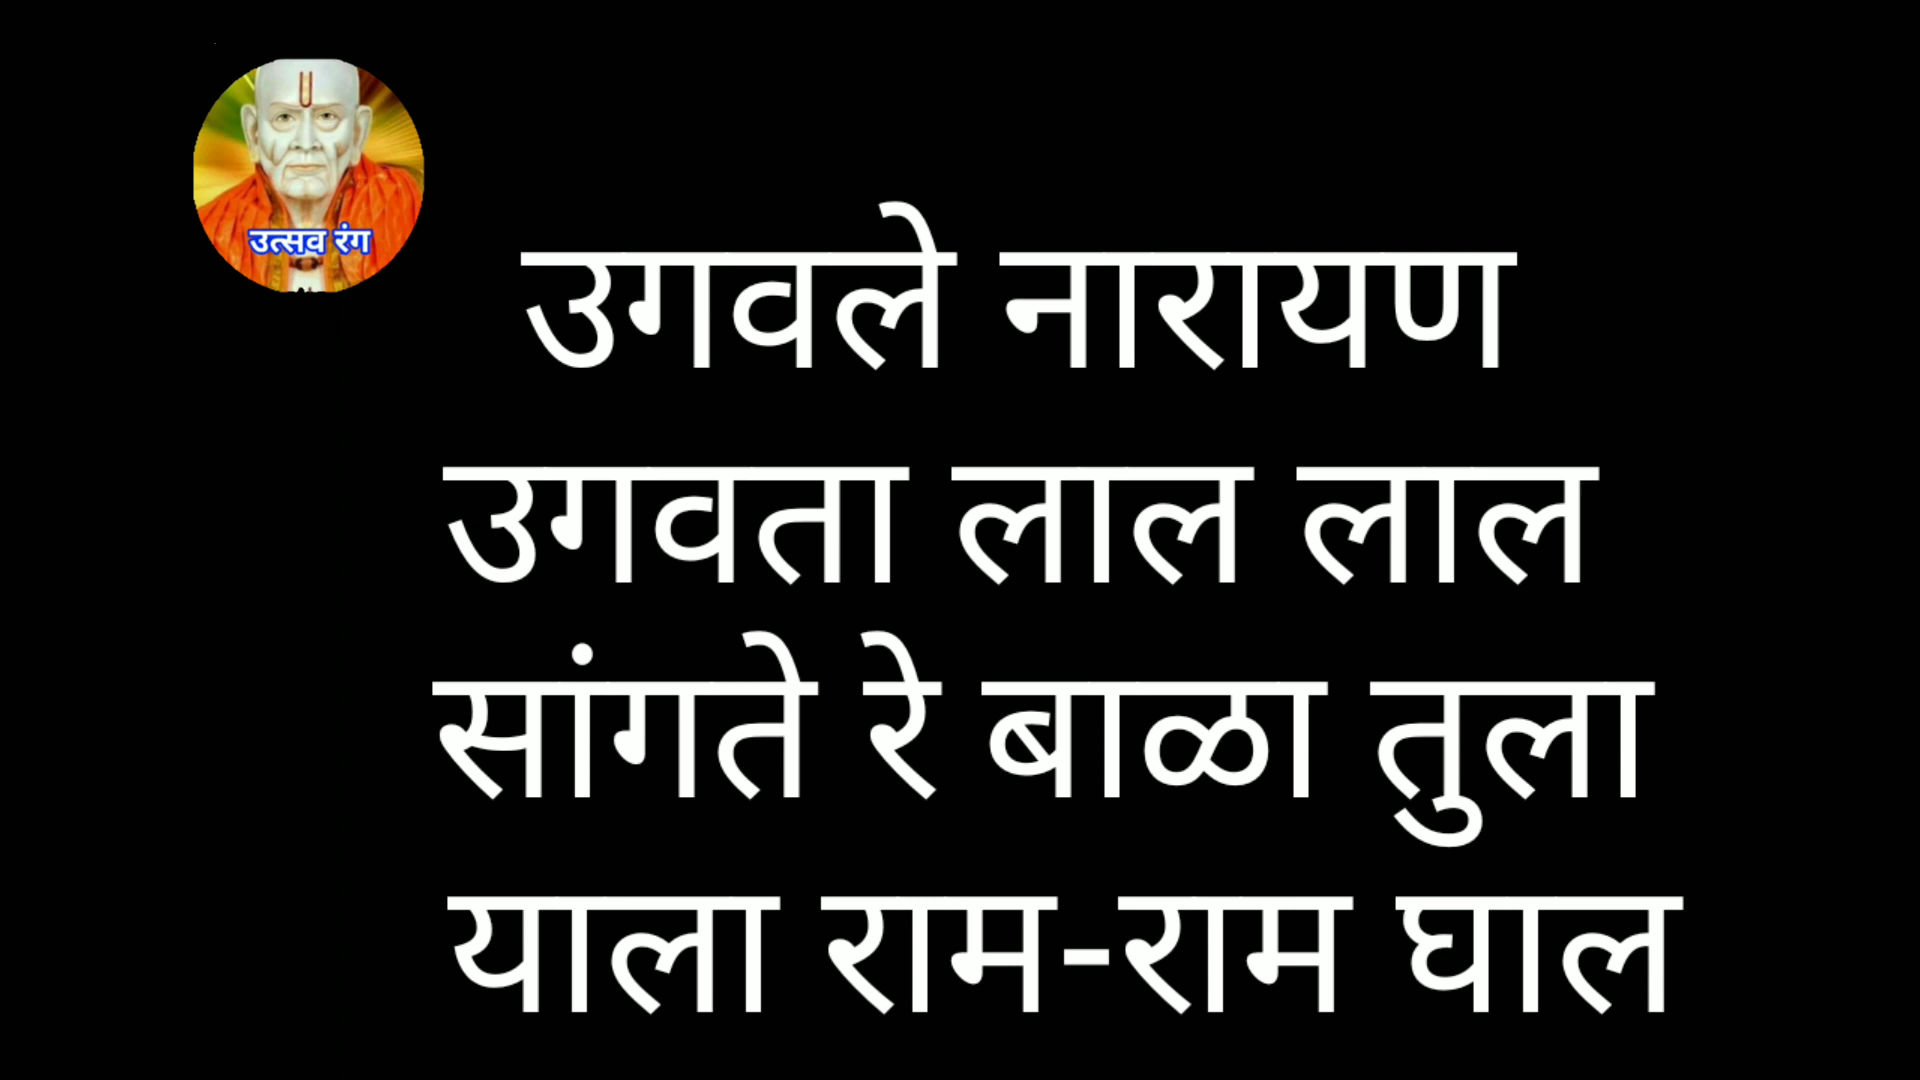 उत्सव रंग
उगवले नारायण
उगवता लाल लाल
सांगते रे बाळा तुला
याला राम-राम घाल